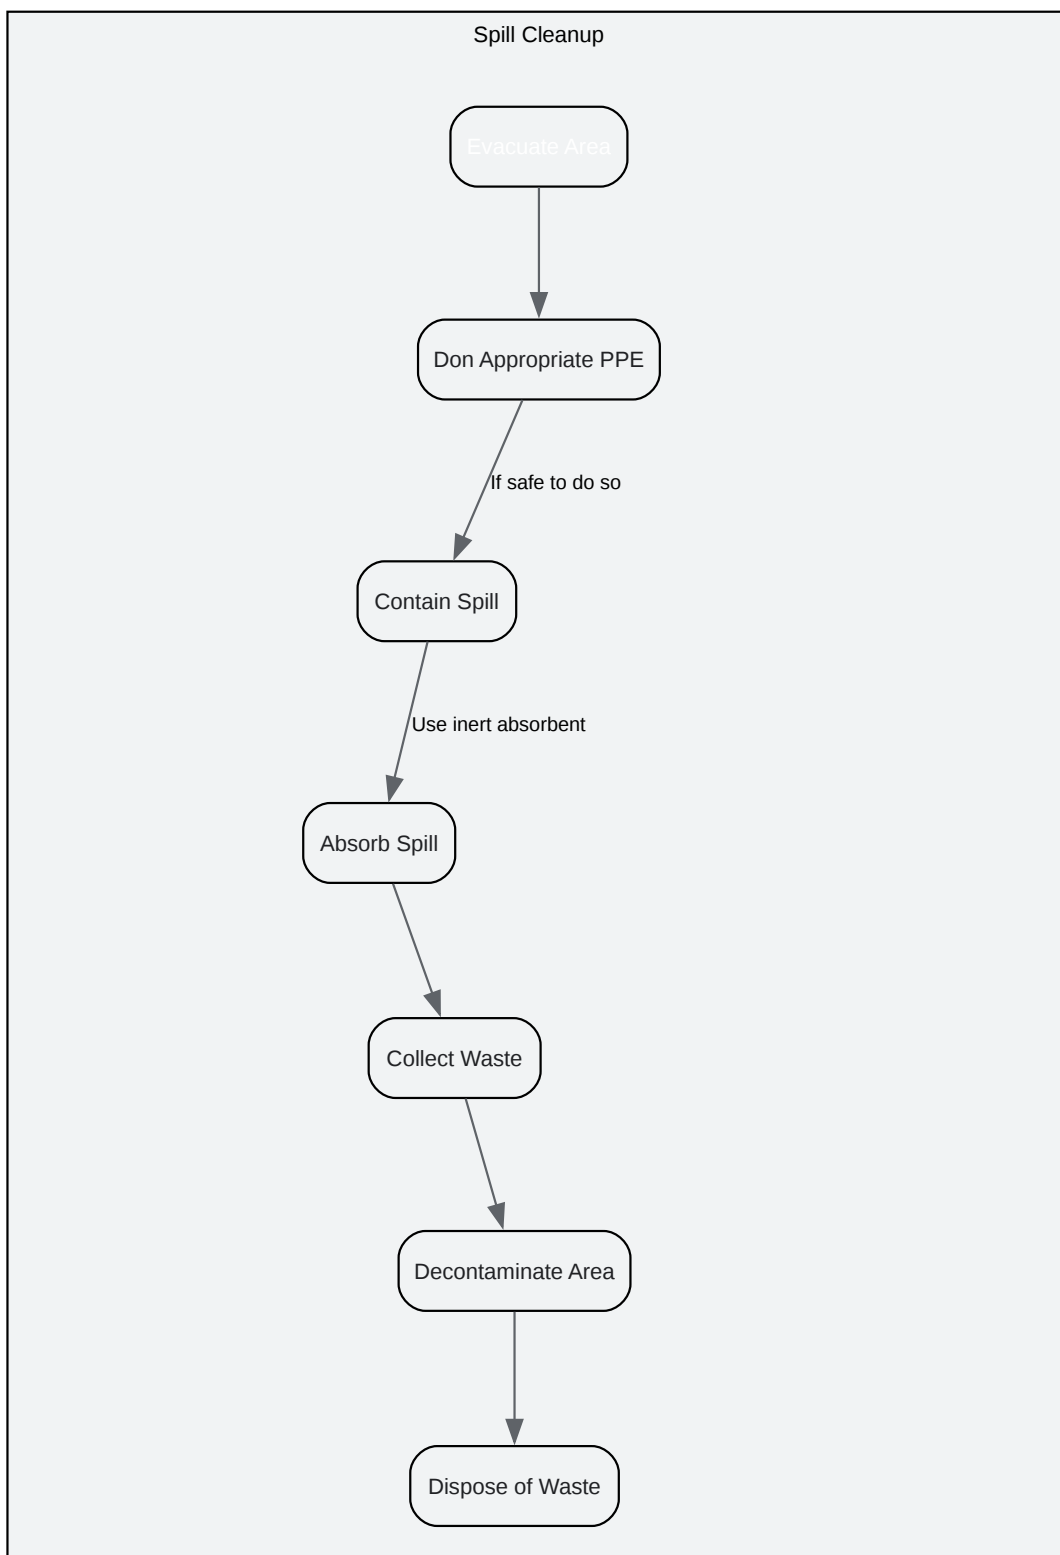 Spill Cleanup
Evacuate Area
Don Appropriate PPE
If safe to do so
Contain Spill
Use inert absorbent
Absorb Spill
Collect Waste
Decontaminate Area
Dispose of Waste